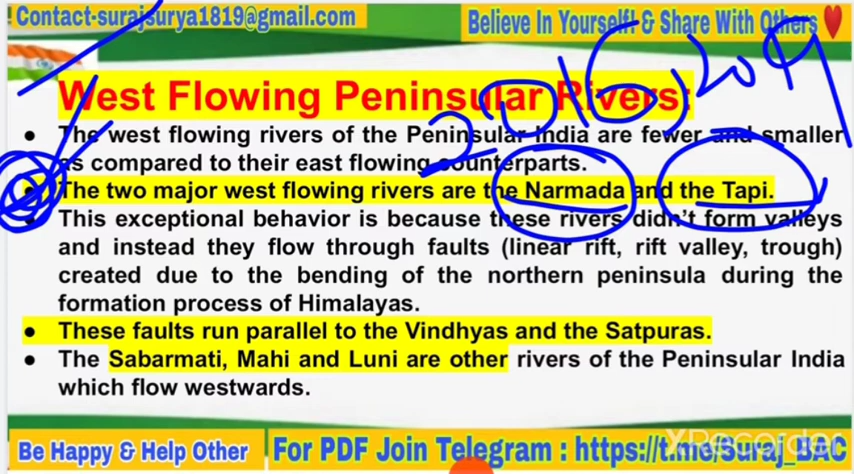 Contact-surajsurya1819@gmail.com
Believe In Yourself! & Share With Others
West Flowing Peninsular Rivers:
2016, 2019
• The west flowing rivers of the Peninsular India are fewer and smaller
as compared to their east flowing counterparts.
• The two major west flowing rivers are the Narmada and the Tapi.
• This exceptional behavior is because these rivers didn't form valleys
and instead they flow through faults (linear rift, rift valley, trough)
created due to the bending of the northern peninsula during the
formation process of Himalayas.
• These faults run parallel to the Vindhyas and the Satpuras.
• The Sabarmati, Mahi and Luni are other rivers of the Peninsular India
which flow westwards.
XRecorder
Be Happy & Help Other
For PDF Join Telegram : https://t.me/Suraj_BAC